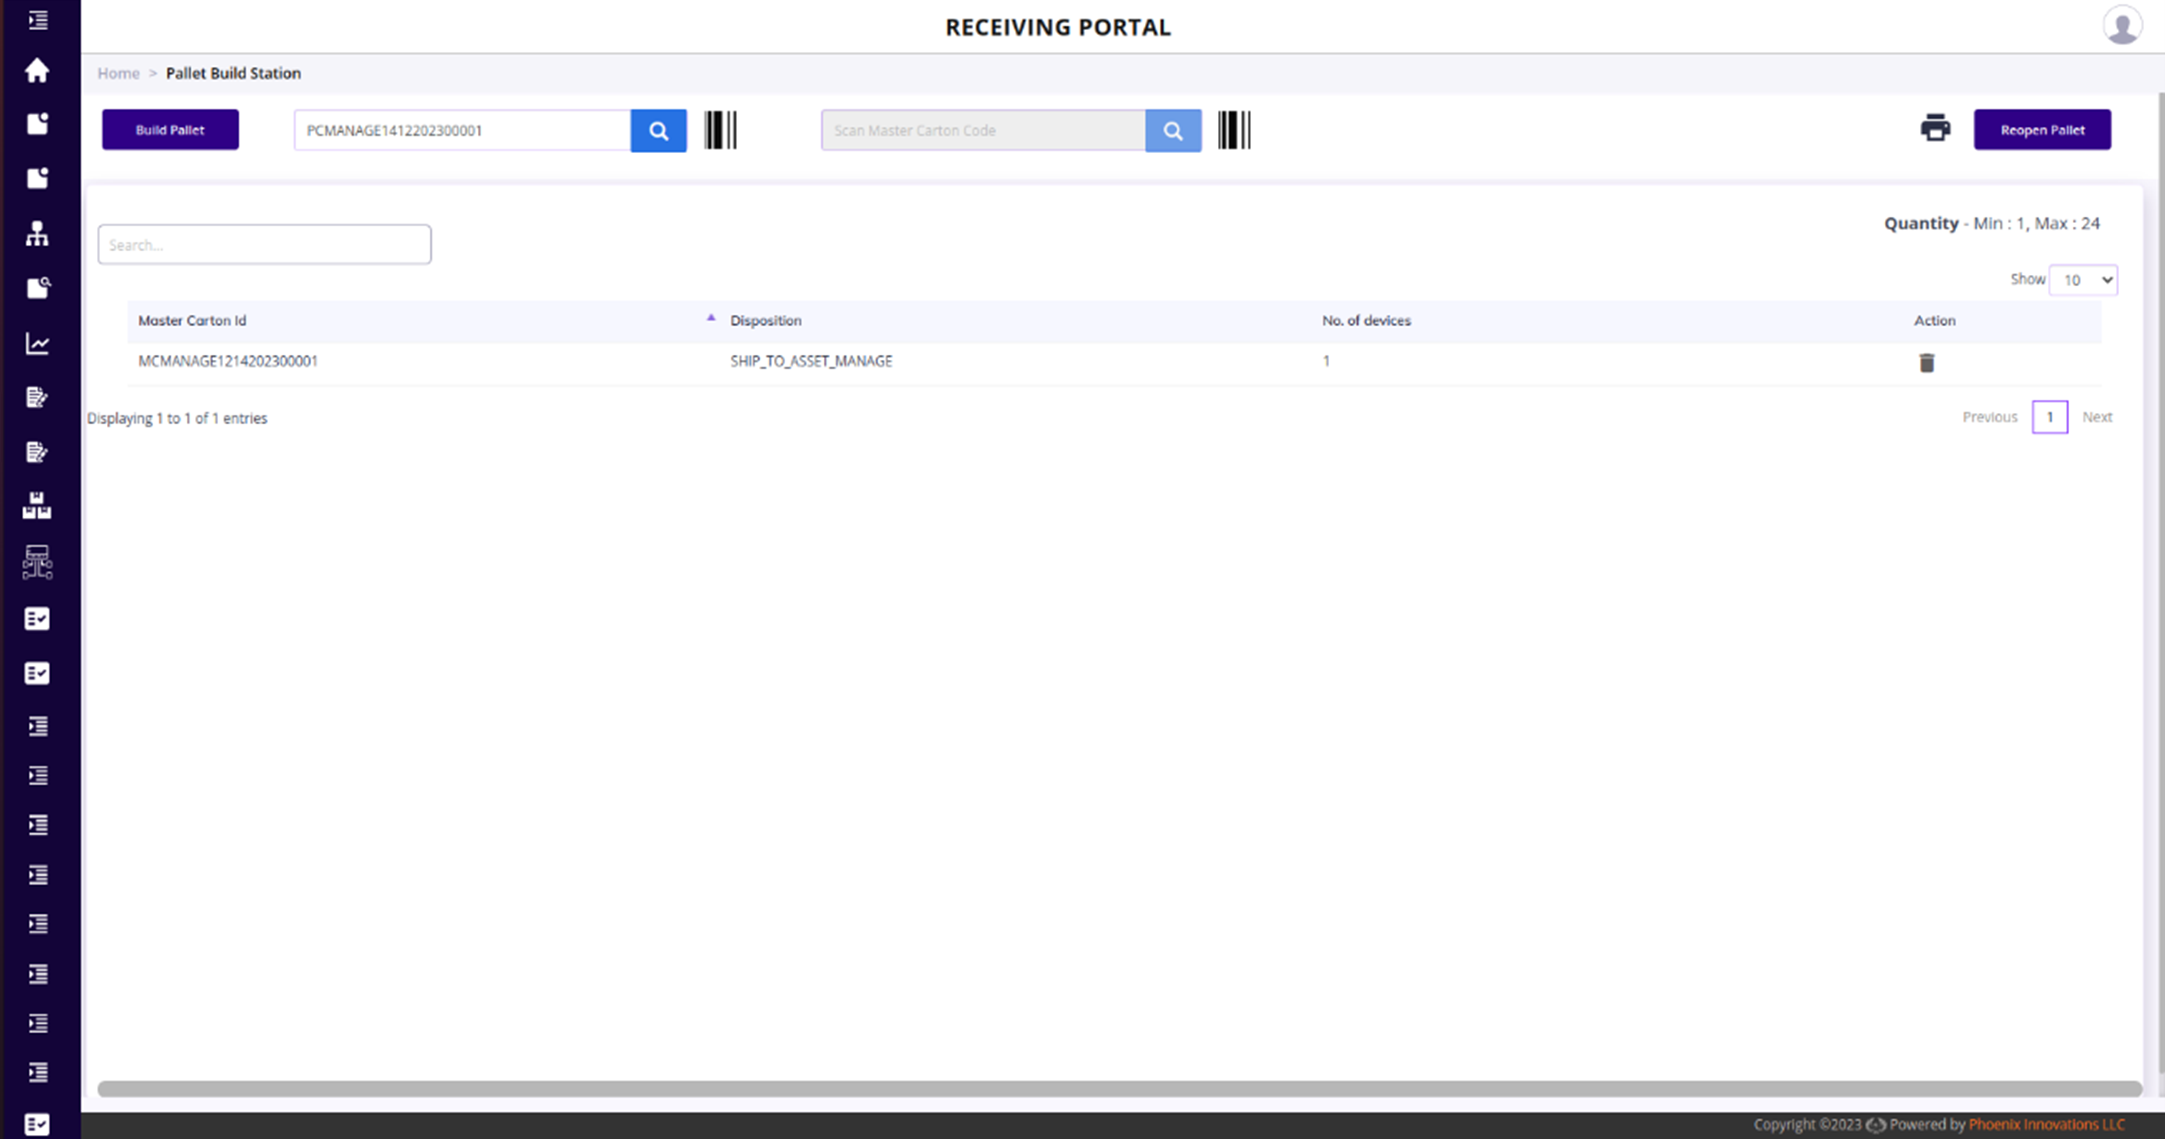 RECEIVING PORTAL
Home > Pallet Build Station
Build Pallet PCMANAGE1412202300001 Scan Master Carton Code Reopen Pallet
Quantity - Min : 1, Max : 24
Search...
Show 10
Master Carton Id Disposition No. of devices Action
MCMANAGE1214202300001 SHIP_TO_ASSET_MANAGE 1
Displaying 1 to 1 of 1 entries Previous 1 Next
Copyright ©2023 Powered by Phoenix Innovations LLC